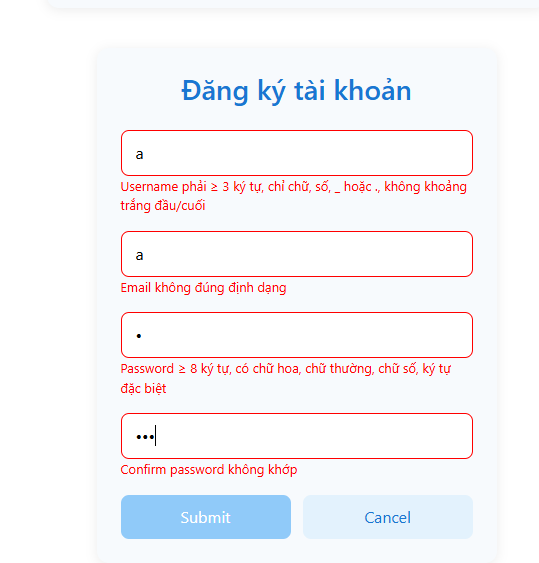 Đăng ký tài khoản
a
Username phải ≥ 3 ký tự, chỉ chữ, số, _ hoặc ., không khoảng
trắng đầu/cuối
a
Email không đúng định dạng
•
Password ≥ 8 ký tự, có chữ hoa, chữ thường, chữ số, ký tự
đặc biệt
•••
Confirm password không khớp
Submit Cancel